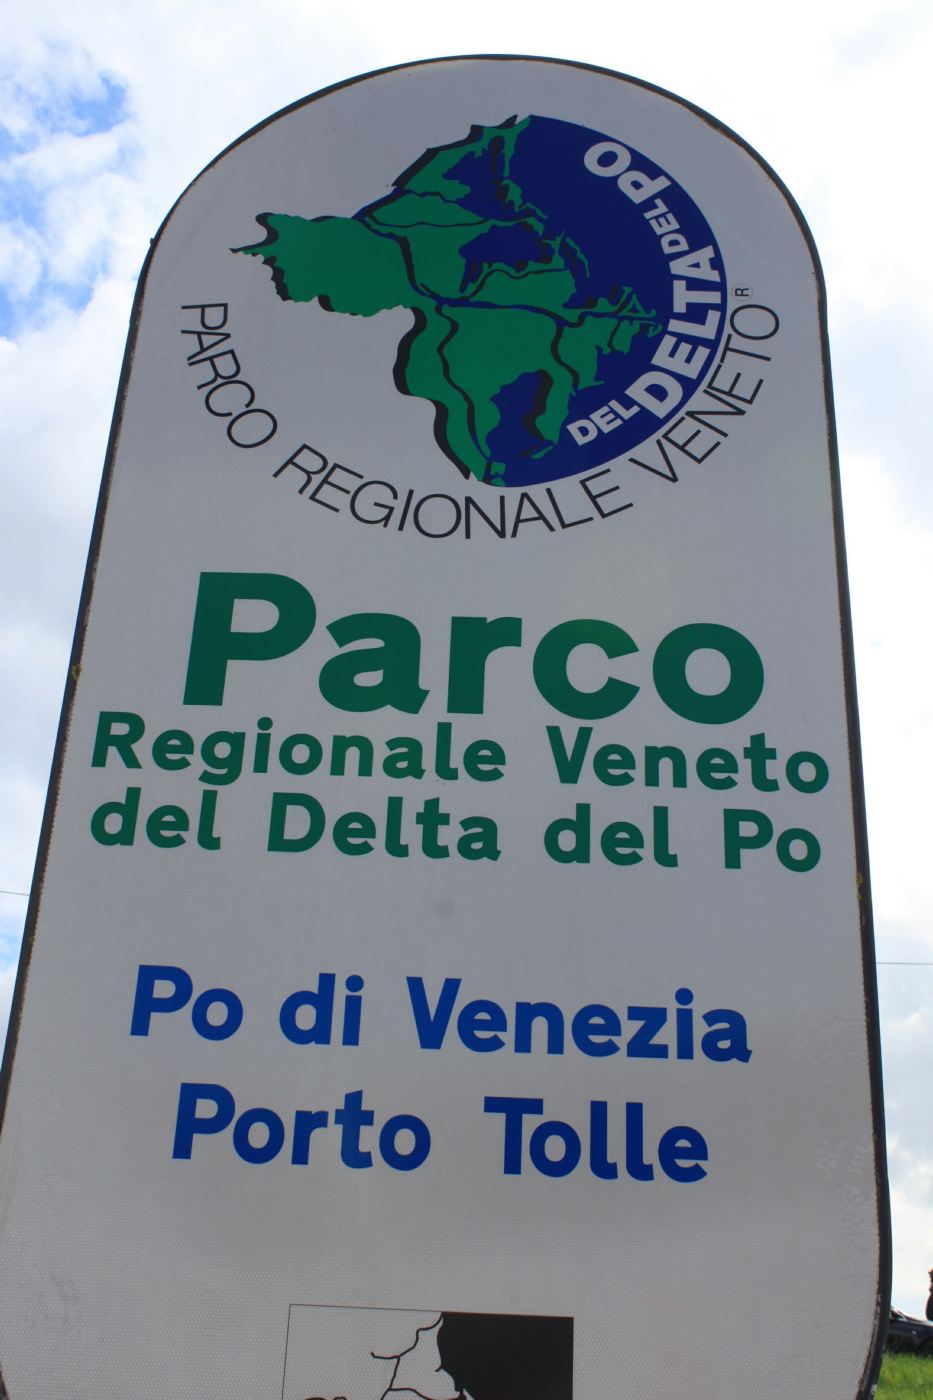 PARCO REGIONALE VENETO®
DEL DELTA DEL PO
Parco
Regionale Veneto
del Delta del Po
Po di Venezia
Porto Tolle